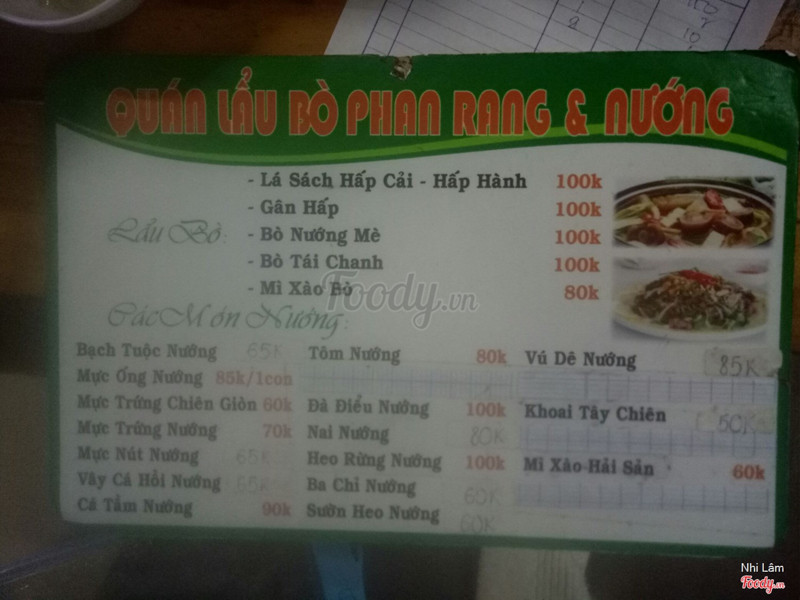 QUÁN LẨU BÒ PHAN RANG & NƯỚNG
Lẩu Bò:
- Lá Sách Hấp Cải - Hấp Hành 100k
- Gân Hấp 100k
- Bò Nướng Mè 100k
- Bò Tái Chanh 100k
- Mì Xào Bò 80k
Foody.vn
Các Món Nướng:
Bạch Tuộc Nướng 65K
Mực Ống Nướng 85k/1con
Mực Trứng Chiên Giòn 60k
Mực Trứng Nướng 70k
Mực Nút Nướng 65K
Vây Cá Hồi Nướng 65K
Cá Tầm Nướng 90k
Tôm Nướng 80k
Đà Điểu Nướng 100k
Nai Nướng 80K
Heo Rừng Nướng 100k
Ba Chỉ Nướng 60K
Sườn Heo Nướng 60K
Vú Dê Nướng 85K
Khoai Tây Chiên 50K
Mì Xào Hải Sản 60k
Nhi Lâm
Foody.vn